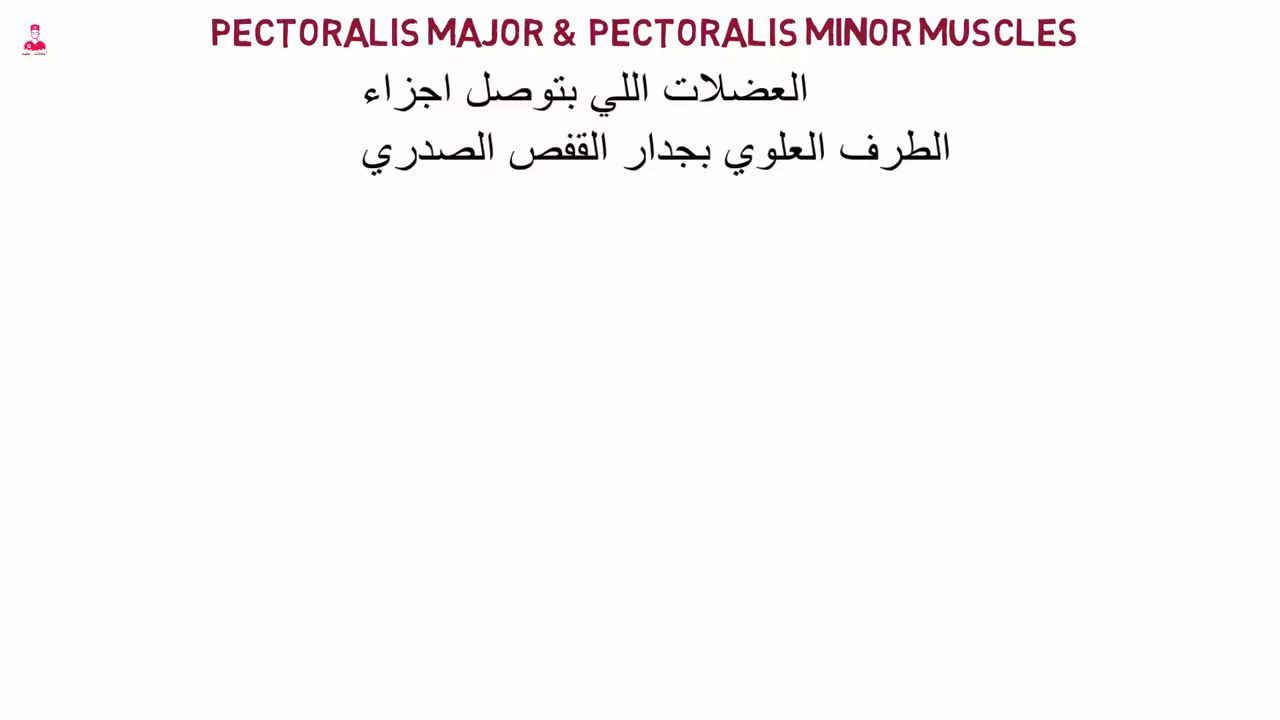 PECTORALIS MAJOR & PECTORALIS MINOR MUSCLES
العضلات اللي بتوصل اجزاء
الطرف العلوي بجدار القفص الصدري